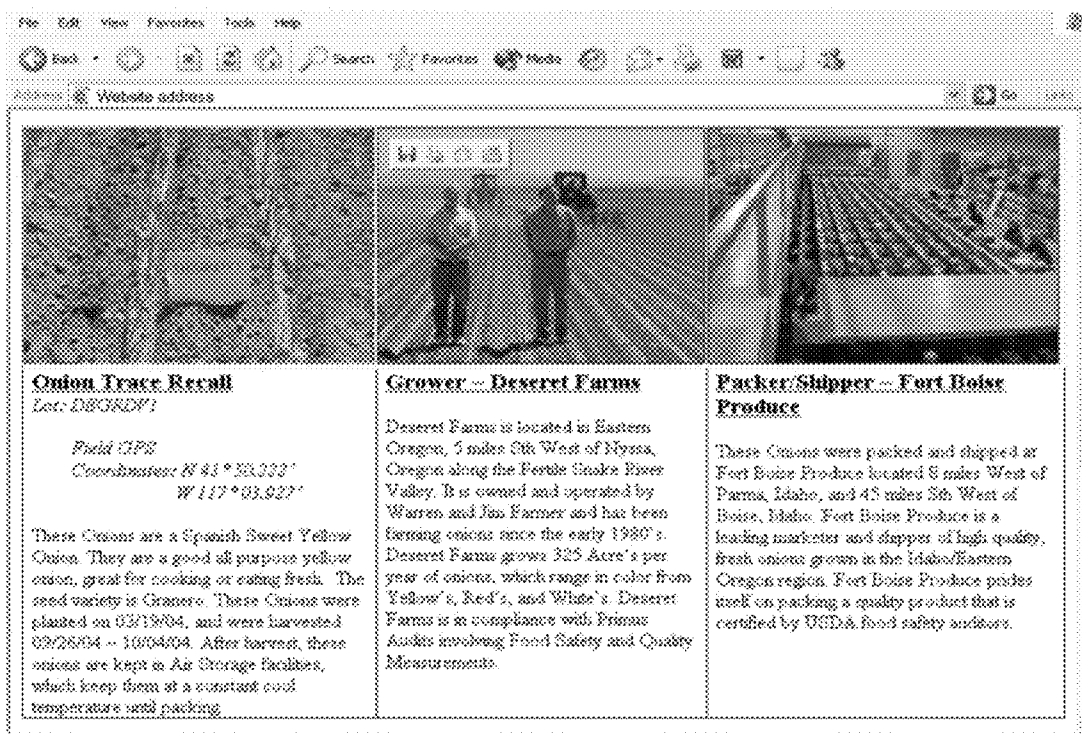 File Edit View Favorites Tools Help
Back Search Favorites Media
Address Website address Go Links
Onion Trace Recall
Lot: DBGRDF1
Field GPS
Coordinates: N 43 ° 50.222'
W 117 ° 03.927'
These Onions are a Spanish Sweet Yellow
Onion. They are a good all purpose yellow
onion, great for cooking or eating fresh. The
seed variety is Granero. These Onions were
planted on 03/19/04, and were harvested
09/26/04 – 10/04/04. After harvest, these
onions are kept in Air Storage facilities,
which keep them at a constant cool
temperature until packing
Grower – Deseret Farms
Deseret Farms is located in Eastern
Oregon, 5 miles Sth West of Nyssa,
Oregon along the Fertile Snake River
Valley. It is owned and operated by
Warren and Jim Farmer and has been
farming onions since the early 1980's.
Deseret Farms grows 325 Acre's per
year of onions, which range in color from
Yellow's, Red's, and White's. Deseret
Farms is in compliance with Primus
Audits involving Food Safety and Quality
Measurements.
Packer/Shipper – Fort Boise
Produce
These Onions were packed and shipped at
Fort Boise Produce located 8 miles West of
Parma, Idaho, and 45 miles Sth West of
Boise, Idaho. Fort Boise Produce is a
leading marketer and shipper of high quality,
fresh onions grown in the Idaho/Eastern
Oregon region. Fort Boise Produce prides
itself on packing a quality product that is
certified by USDA food safety auditors.